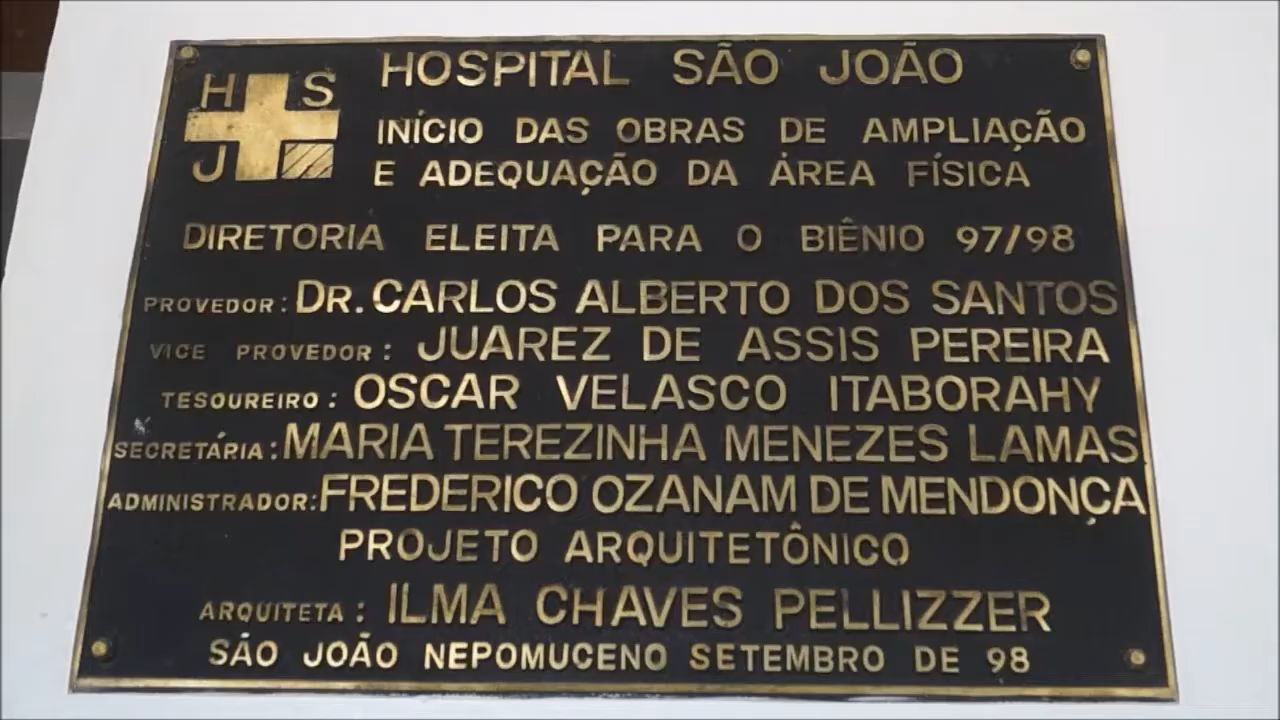 H S
J
HOSPITAL SÃO JOÃO
INÍCIO DAS OBRAS DE AMPLIAÇÃO
E ADEQUAÇÃO DA ÁREA FÍSICA
DIRETORIA ELEITA PARA O BIÊNIO 97/98
PROVEDOR: DR. CARLOS ALBERTO DOS SANTOS
VICE PROVEDOR: JUAREZ DE ASSIS PEREIRA
TESOUREIRO: OSCAR VELASCO ITABORAHY
SECRETÁRIA: MARIA TEREZINHA MENEZES LAMAS
ADMINISTRADOR: FREDERICO OZANAM DE MENDONÇA
PROJETO ARQUITETÔNICO
ARQUITETA: ILMA CHAVES PELLIZZER
SÃO JOÃO NEPOMUCENO SETEMBRO DE 98